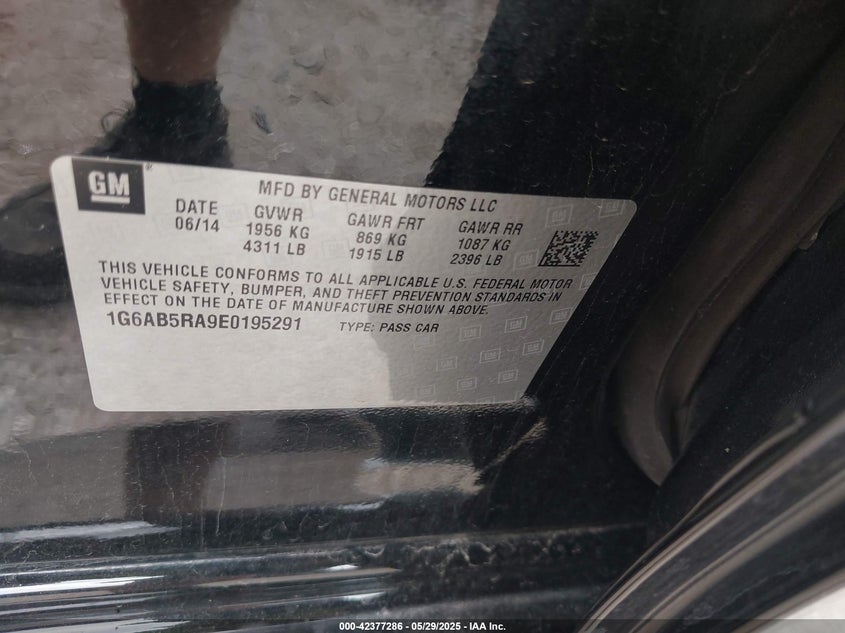 GM ®
MFD BY GENERAL MOTORS LLC
DATE GVWR GAWR FRT GAWR RR
06/14 1956 KG 869 KG 1087 KG
4311 LB 1915 LB 2396 LB
THIS VEHICLE CONFORMS TO ALL APPLICABLE U.S. FEDERAL MOTOR
VEHICLE SAFETY, BUMPER, AND THEFT PREVENTION STANDARDS IN
EFFECT ON THE DATE OF MANUFACTURE SHOWN ABOVE.
1G6AB5RA9E0195291 TYPE: PASS CAR
000-42377286 - 05/29/2025 - IAA Inc.